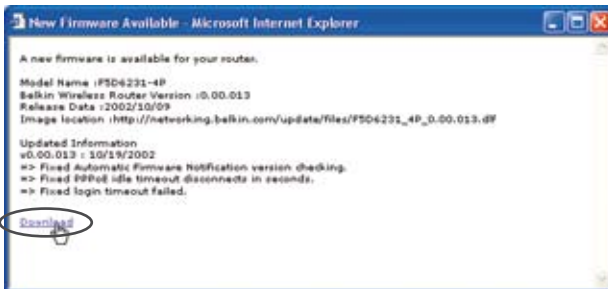 New Firmware Available - Microsoft Internet Explorer
A new firmware is available for your router.
Model Name :F5D6231-4P
Belkin Wireless Router Version :0.00.013
Release Data :2002/10/09
Image location :http://networking.belkin.com/update/files/F5D6231_4P_0.00.013.dlf
Updated Information
v0.00.013 : 10/19/2002
=> Fixed Automatic Firmware Notification version checking.
=> Fixed PPPoE idle timeout disconnects in seconds.
=> Fixed login timeout failed.
Download